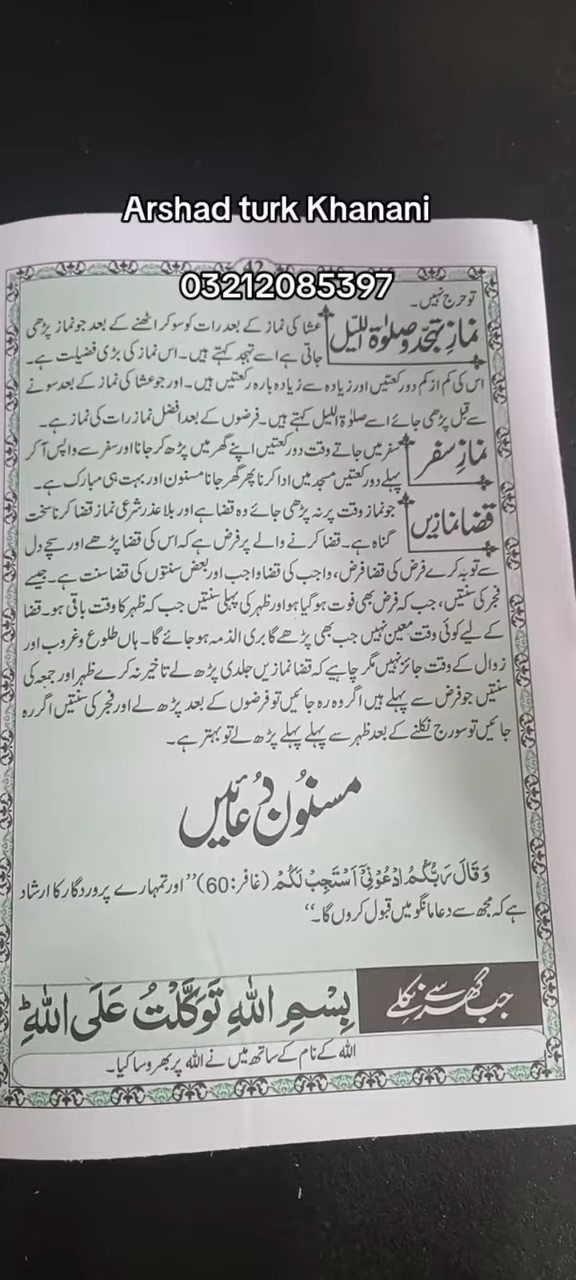 Arshad turk Khanani
42
03212085397
تو حرج نہیں۔
نمازِ تہجد و صلوٰۃ اللیل
عشا کی نماز کے بعد رات کو سو کر اٹھنے کے بعد جو نماز پڑھی
جاتی ہے اسے تہجد کہتے ہیں۔ اس نماز کی بڑی فضیلت ہے۔
اس کی کم از کم دو رکعتیں اور زیادہ سے زیادہ بارہ رکعتیں ہیں۔ اور جو عشا کی نماز کے بعد سونے
سے قبل پڑھی جائے اسے صلوٰۃ اللیل کہتے ہیں۔ فرضوں کے بعد افضل نماز رات کی نماز ہے۔
نمازِ سفر
سفر میں جاتے وقت دو رکعتیں اپنے گھر میں پڑھ کر جانا اور سفر سے واپس آ کر
پہلے دو رکعتیں مسجد میں ادا کرنا پھر گھر جانا مسنون اور بہت ہی مبارک ہے۔
قضا نمازیں
جو نماز وقت پر نہ پڑھی جائے وہ قضا ہے اور بلا عذر شرعی نماز قضا کرنا سخت
گناہ ہے۔ قضا کرنے والے پر فرض ہے کہ اس کی قضا پڑھے اور سچے دل
سے توبہ کرے فرض کی قضا فرض، واجب کی قضا واجب اور بعض سنتوں کی قضا سنت ہے۔ جیسے
فجر کی سنتیں، جب کہ فرض بھی فوت ہو گیا ہو اور ظہر کی پہلی سنتیں جب کہ ظہر کا وقت باقی ہو۔ قضا
کے لیے کوئی وقت معین نہیں جب بھی پڑھے گا بری الذمہ ہو جائے گا۔ ہاں طلوع و غروب اور
زوال کے وقت جائز نہیں مگر چاہیے کہ قضا نمازیں جلدی پڑھ لے تاخیر نہ کرے ظہر اور جمعہ کی
سنتیں جو فرض سے پہلے ہیں اگر وہ رہ جائیں تو فرضوں کے بعد پڑھ لے اور فجر کی سنتیں اگر رہ
جائیں تو سورج نکلنے کے بعد ظہر سے پہلے پہلے پڑھ لے تو بہتر ہے۔
مسنون دُعائیں
وَقَالَ رَبُّكُمُ ادْعُوْنِيْٓ اَسْتَجِبْ لَكُمْ (غافر:60) ’’اور تمہارے پروردگار کا ارشاد
ہے کہ مجھ سے دعا مانگو میں قبول کروں گا۔‘‘
جب گھر سے نکلے
بِسْمِ اللهِ تَوَكَّلْتُ عَلَى اللهِ ط
اللہ کے نام کے ساتھ میں نے اللہ پر بھروسا کیا۔